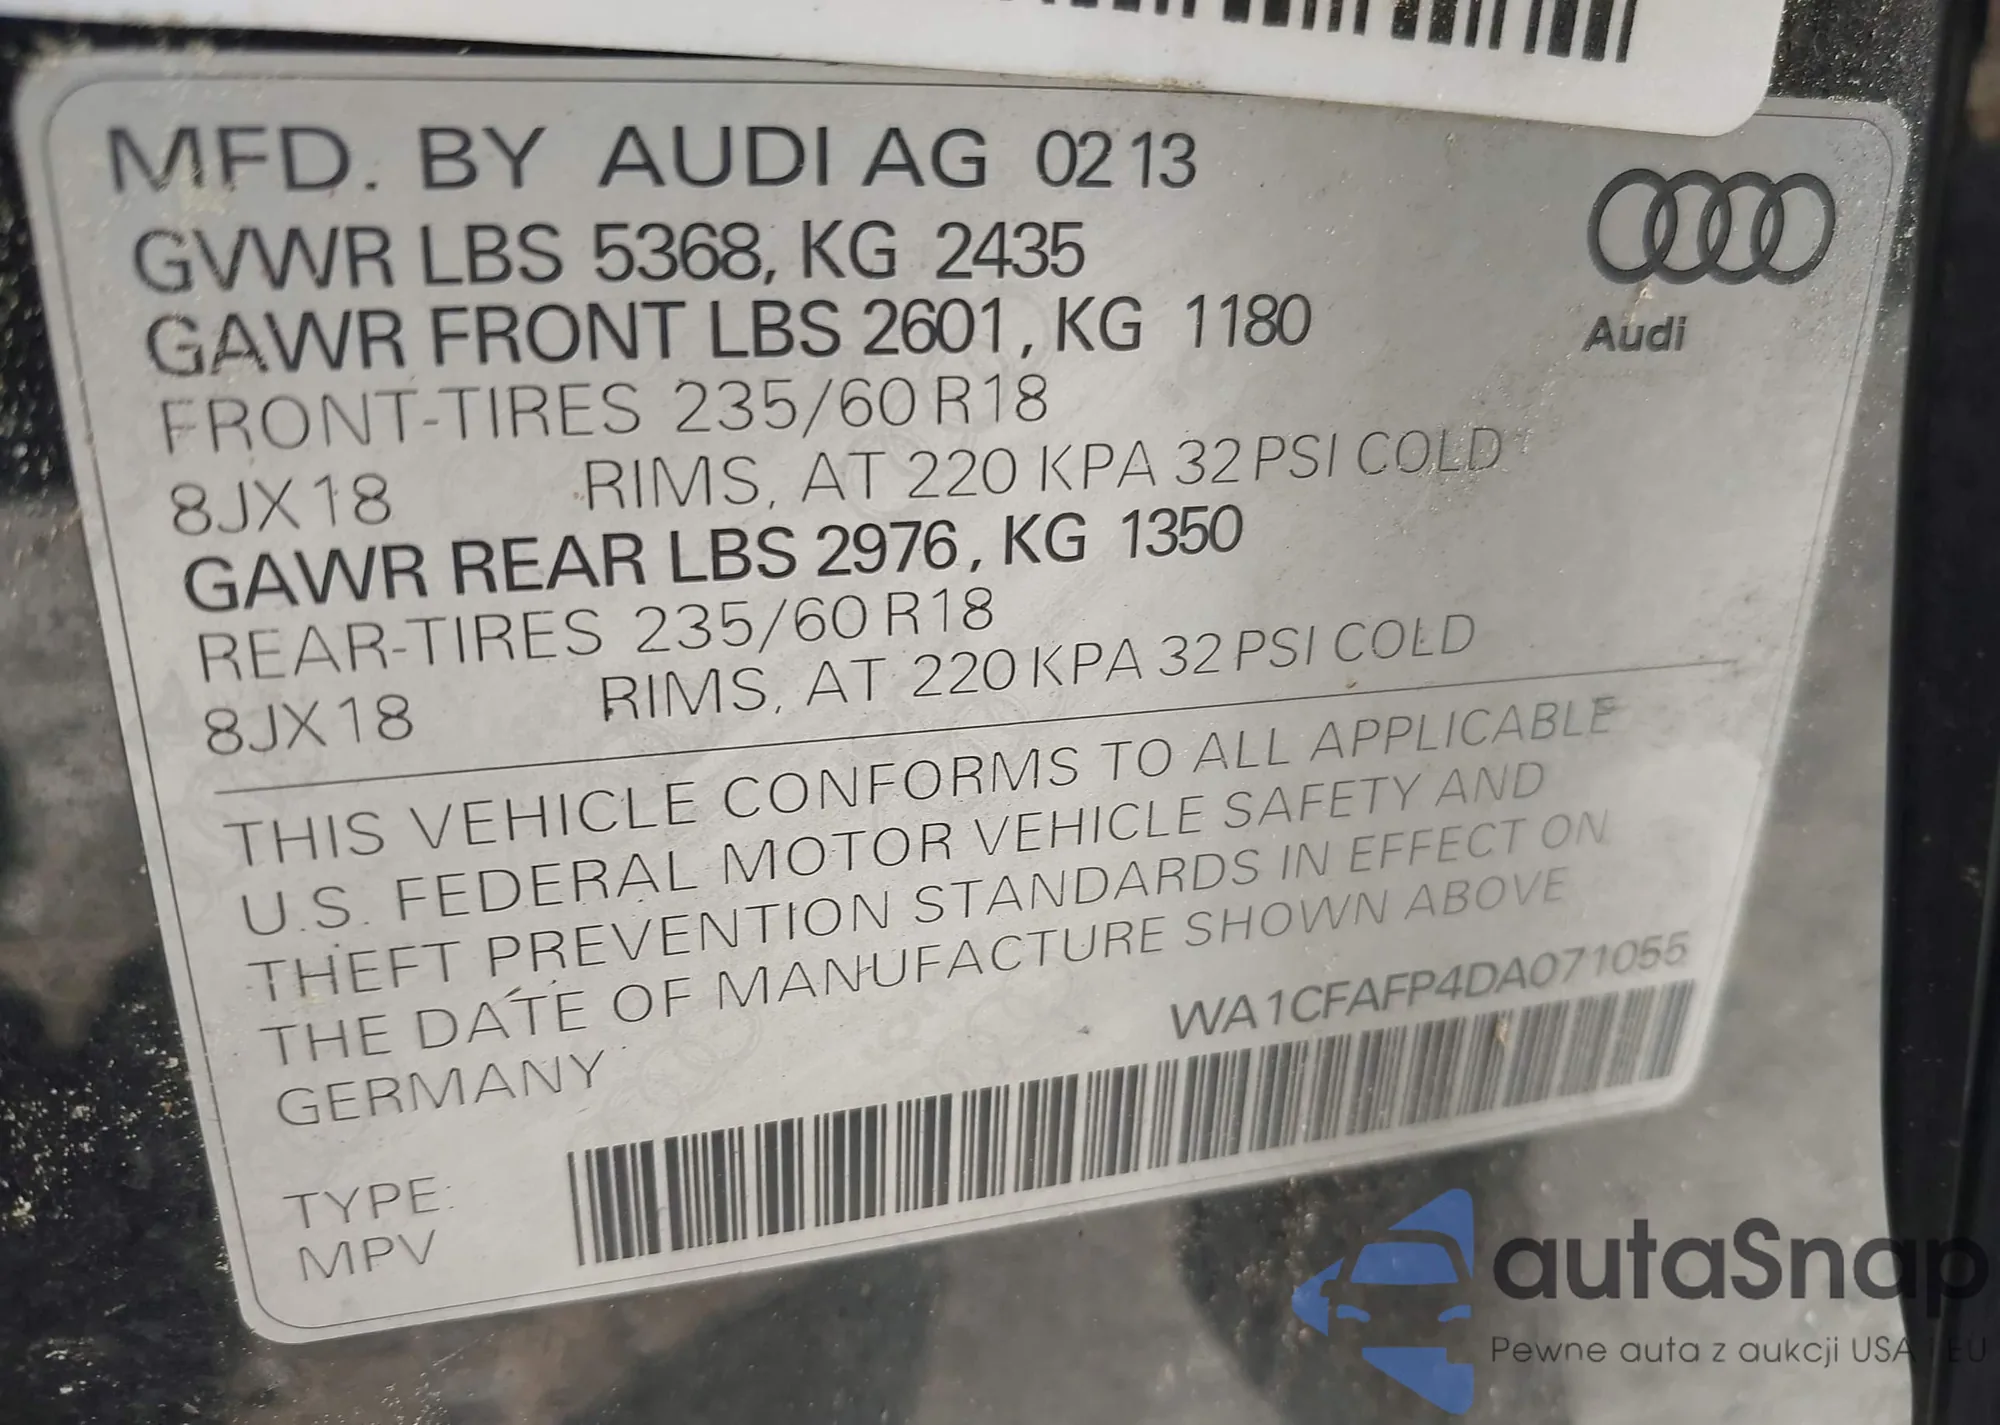 MFD. BY AUDI AG 0213
GVWR LBS 5368, KG 2435
GAWR FRONT LBS 2601, KG 1180
FRONT-TIRES 235/60 R18
8JX18 RIMS, AT 220 KPA 32 PSI COLD
GAWR REAR LBS 2976, KG 1350
REAR-TIRES 235/60 R18
8JX18 RIMS, AT 220 KPA 32 PSI COLD
Audi
THIS VEHICLE CONFORMS TO ALL APPLICABLE
U.S. FEDERAL MOTOR VEHICLE SAFETY AND
THEFT PREVENTION STANDARDS IN EFFECT ON
THE DATE OF MANUFACTURE SHOWN ABOVE
GERMANY
WA1CFAFP4DA071055
TYPE:
MPV
autaSnap
Pewne auta z aukcji USA i EU